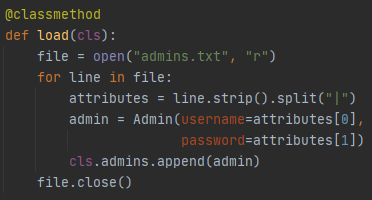 @classmethod
def load(cls):
    file = open("admins.txt", "r")
    for line in file:
        attributes = line.strip().split("|")
        admin = Admin(username=attributes[0],
                      password=attributes[1])
        cls.admins.append(admin)
    file.close()